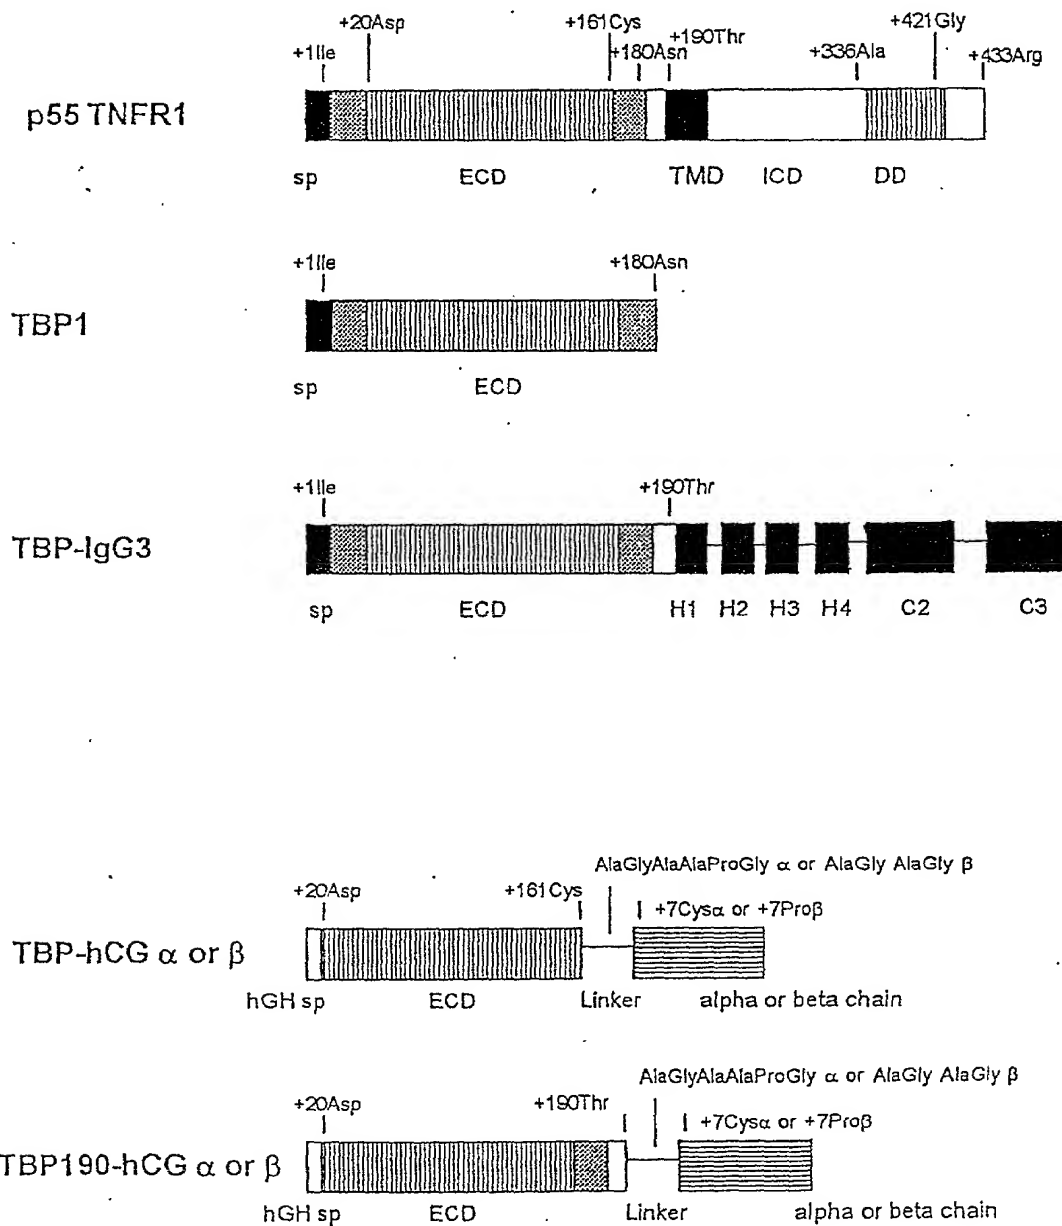 +20Asp +161Cys +421Gly
+1Ile +180Asn +190Thr +336Ala +433Arg
p55 TNFR1
sp ECD TMD ICD DD
+1Ile +180Asn
TBP1
sp ECD
+1Ile +190Thr
TBP-IgG3
sp ECD H1 H2 H3 H4 C2 C3
AlaGlyAlaAlaProGly α or AlaGly AlaGly β
+20Asp +161Cys
+7Cysα or +7Proβ
TBP-hCG α or β
hGH sp ECD Linker alpha or beta chain
AlaGlyAlaAlaProGly α or AlaGly AlaGly β
+20Asp +190Thr
+7Cysα or +7Proβ
TBP190-hCG α or β
hGH sp ECD Linker alpha or beta chain